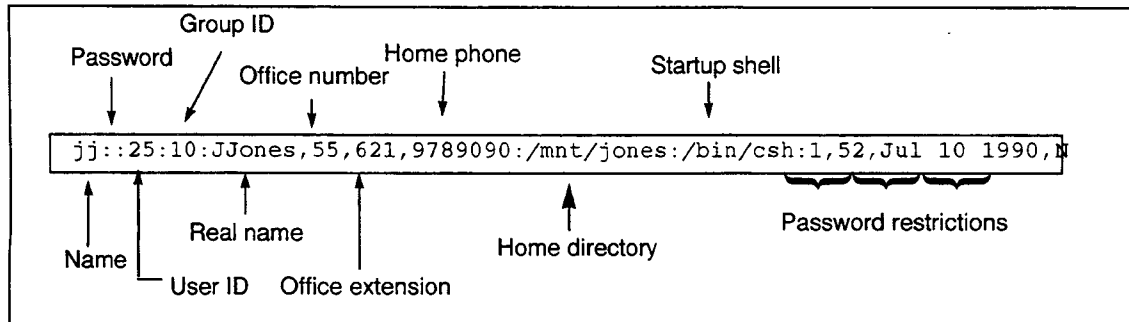 Group ID
Password
Home phone
Office number
Startup shell
jj::25:10:JJones,55,621,9789090:/mnt/jones:/bin/csh:1,52,Jul 10 1990,N
Real name
Password restrictions
Name
Home directory
User ID
Office extension